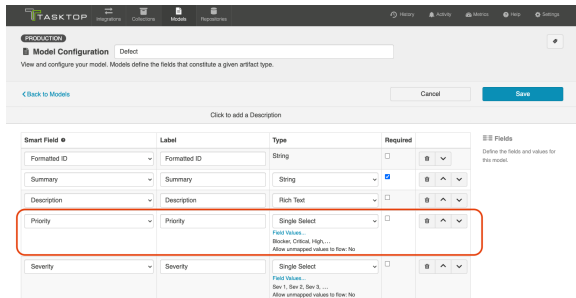 TASKTOP
Integrations
Collections
Models
Repositories
History
Activity
Metrics
Help
Settings
PRODUCTION
Model Configuration
Defect
View and configure your model. Models define the fields that constitute a given artifact type.
Back to Models
Cancel
Save
Click to add a Description
Smart Field Label Type Required
Fields
Define the fields and values for
this model.
Formatted ID Formatted ID String
Summary Summary String
Description Description Rich Text
Priority Priority Single Select
Field Values...
Blocker, Critical, High,...
Allow unmapped values to flow: No
Severity Severity Single Select
Field Values...
Sev 1, Sev 2, Sev 3, ...
Allow unmapped values to flow: No